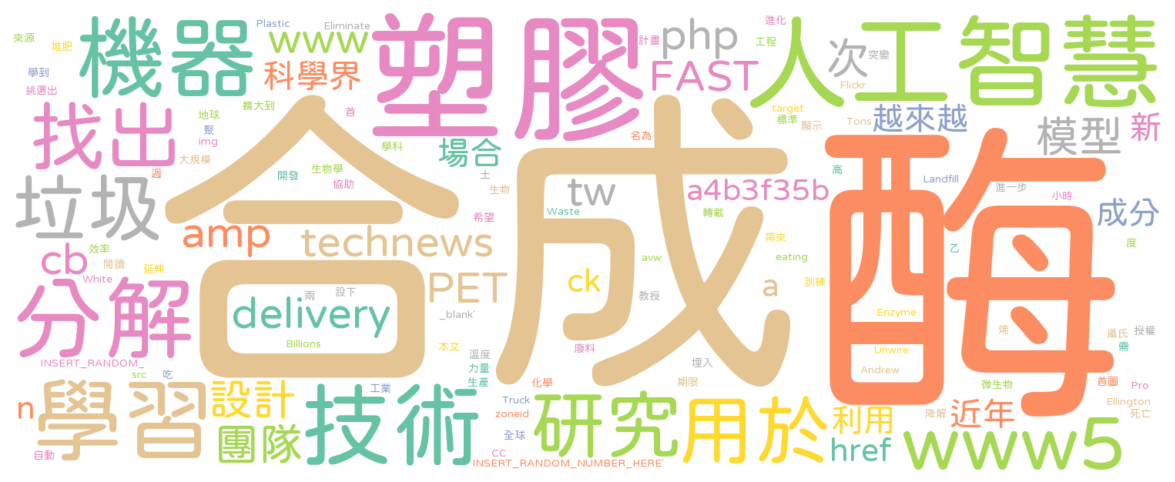 來源
堆肥
學到
挑選出
機器
Plastic
Eliminate
www
科學界
塑膠
計畫
php
FAST
進化
工程
人工智慧
次
突變
Flickr
找出
地球
擴大到
壓
img
首
學科
場合
名為
target
標準
Tons
顯示
越來越
模型
新
大規模
週
開發
生物學
協助
合成
酶
土
生物
高
Landfill
進一步
小時
垃圾
amp
technews
希望
Waste
tw
a4b3f35b
轉載
成分
cb
效率
閱讀
延伸
White
分解
兩
設下
delivery
Billions
PET
_blank'
avw
ck
教授
帶來
eating
a
訓練
乙
度
Enzyme
烯
攝氏
授權
需
INSERT_RANDOM_
src
吃
本文
溫度
力量
生產
廢料
埋入
Unwire
Andrew
微生物
首圖
Pro
n
學習
設計
團隊
工業
技術
化學
期限
Truck
zoneid
全球
CC
研究
用於
利用
href
降解
近年
Ellington
死亡
www5
自動
INSERT_RANDOM_NUMBER_HERE'